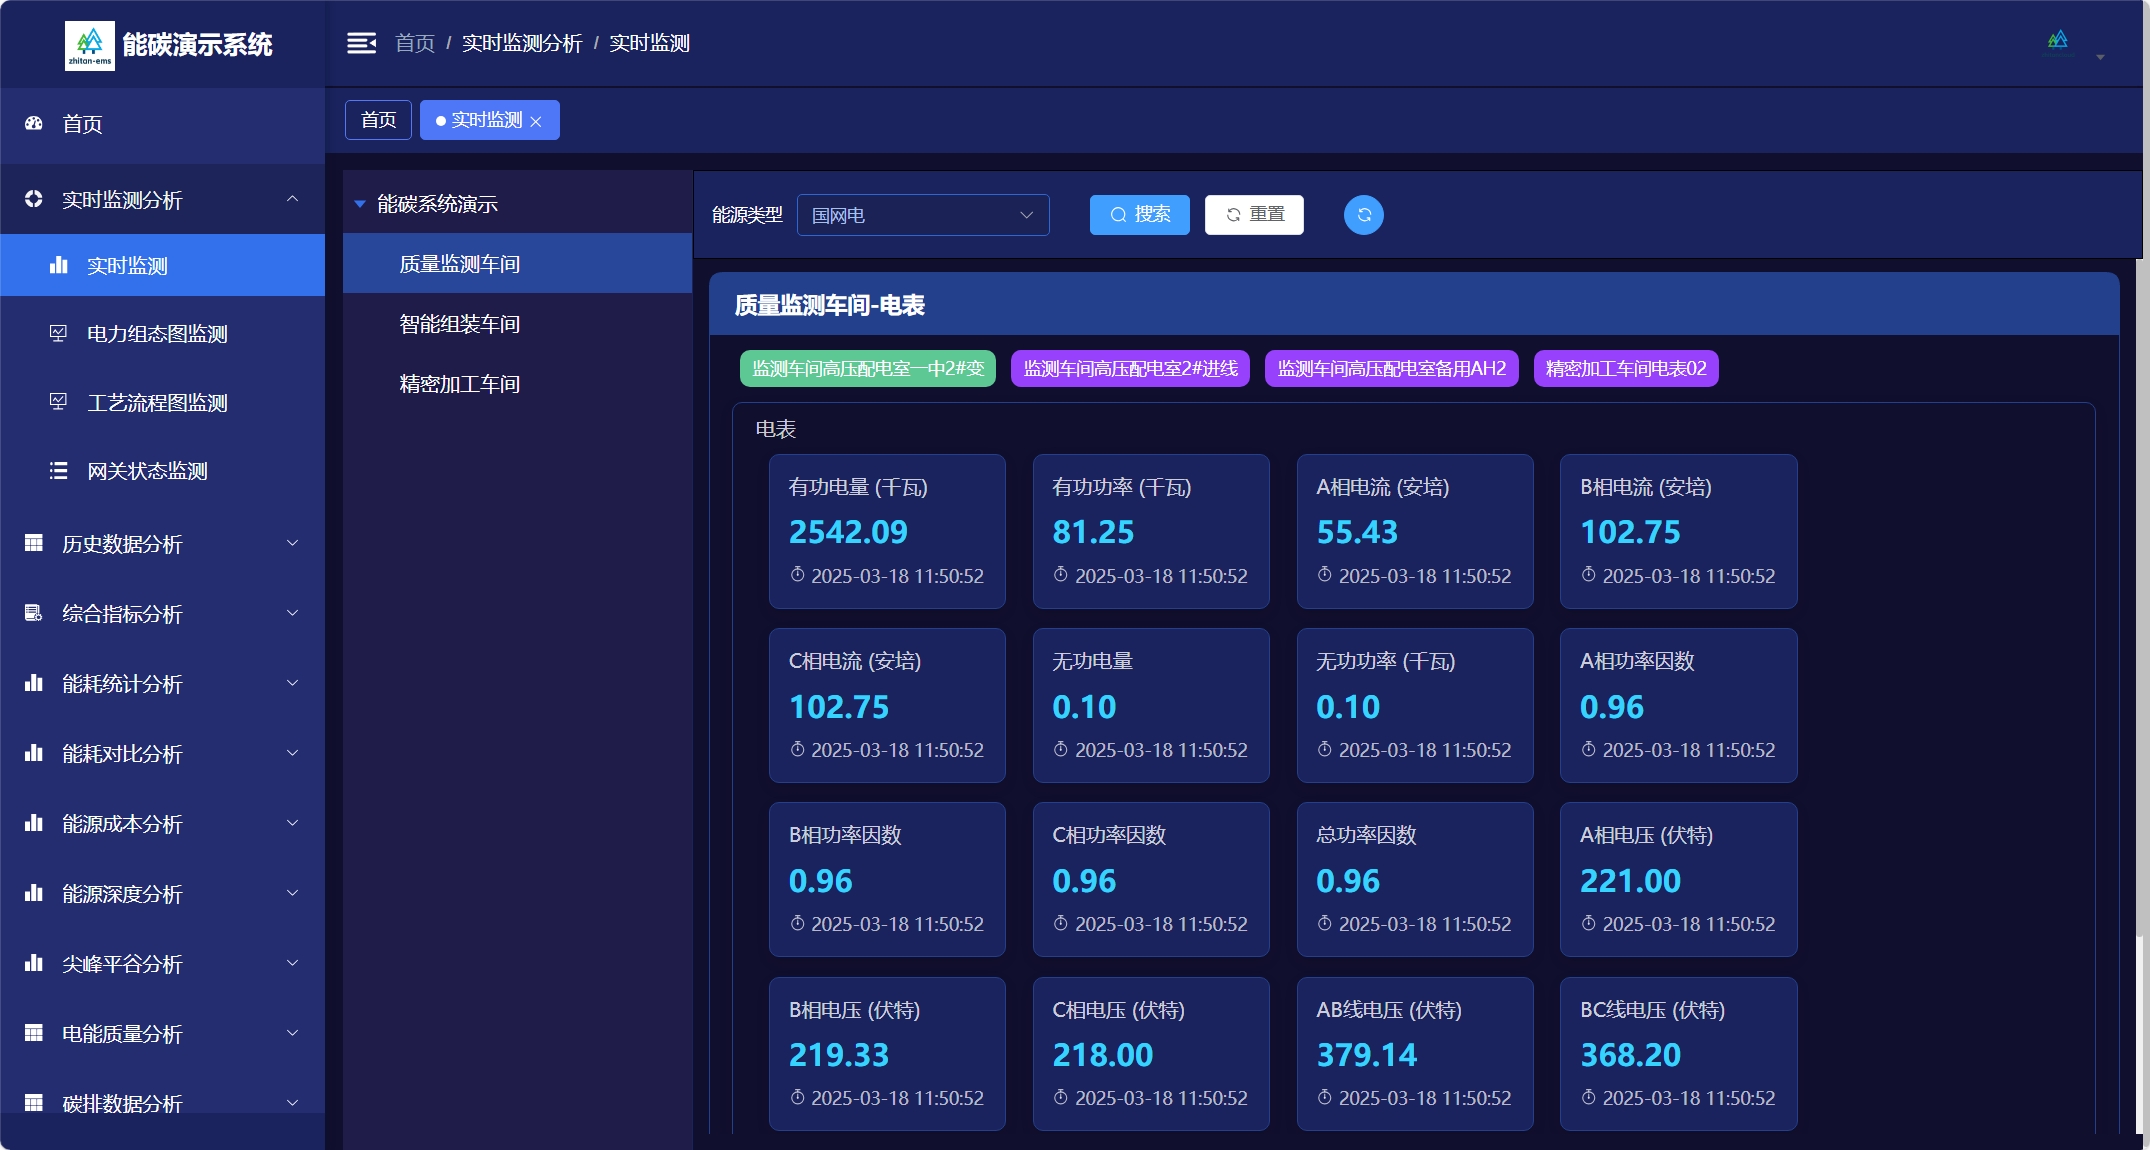 zhitan-ems
能碳演示系统
首页 / 实时监测分析 / 实时监测
首页
实时监测
首页
实时监测分析
实时监测
电力组态图监测
工艺流程图监测
网关状态监测
历史数据分析
综合指标分析
能耗统计分析
能耗对比分析
能源成本分析
能源深度分析
尖峰平谷分析
电能质量分析
碳排数据分析
能碳系统演示
质量监测车间
智能组装车间
精密加工车间
能源类型 国网电 搜索 重置
质量监测车间-电表
监测车间高压配电室一中2#变 监测车间高压配电室2#进线 监测车间高压配电室备用AH2 精密加工车间电表02
电表
有功电量 (千瓦)
2542.09
2025-03-18 11:50:52
有功功率 (千瓦)
81.25
2025-03-18 11:50:52
A相电流 (安培)
55.43
2025-03-18 11:50:52
B相电流 (安培)
102.75
2025-03-18 11:50:52
C相电流 (安培)
102.75
2025-03-18 11:50:52
无功电量
0.10
2025-03-18 11:50:52
无功功率 (千瓦)
0.10
2025-03-18 11:50:52
A相功率因数
0.96
2025-03-18 11:50:52
B相功率因数
0.96
2025-03-18 11:50:52
C相功率因数
0.96
2025-03-18 11:50:52
总功率因数
0.96
2025-03-18 11:50:52
A相电压 (伏特)
221.00
2025-03-18 11:50:52
B相电压 (伏特)
219.33
2025-03-18 11:50:52
C相电压 (伏特)
218.00
2025-03-18 11:50:52
AB线电压 (伏特)
379.14
2025-03-18 11:50:52
BC线电压 (伏特)
368.20
2025-03-18 11:50:52